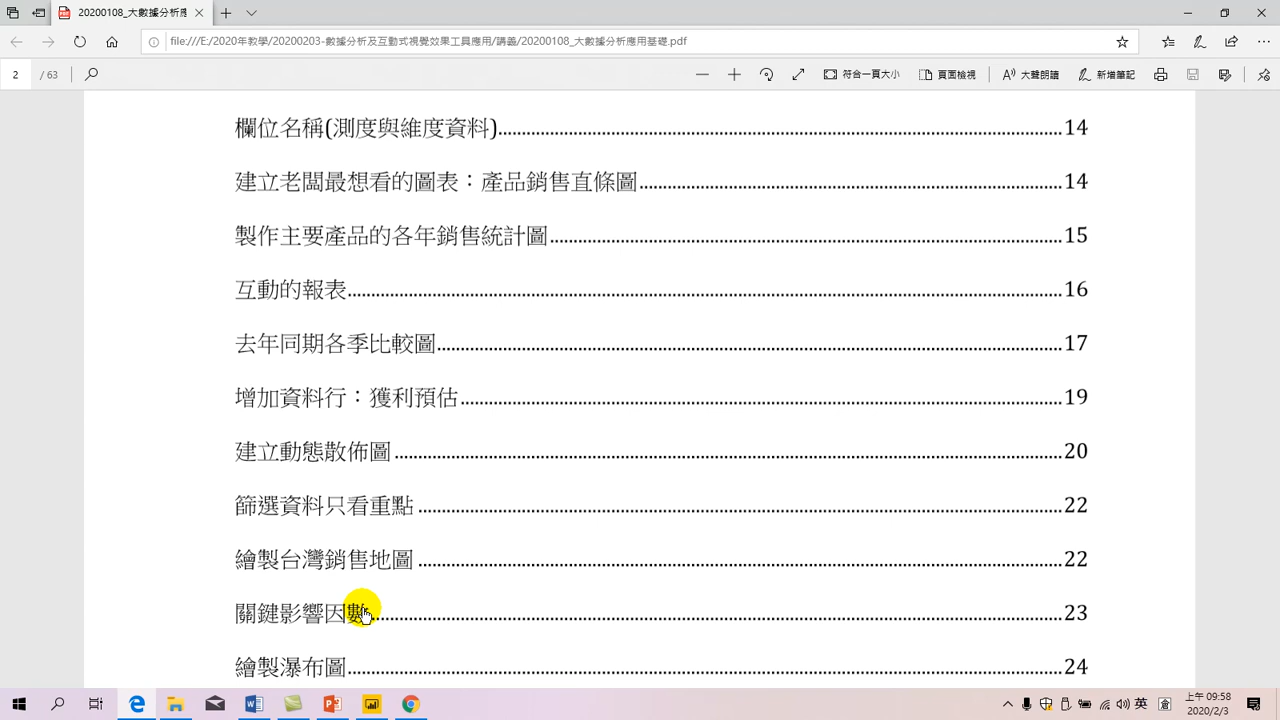 20200108_大數據分析應
file:///E:/2020年教學/20200203-數據分析及互動式視覺效果工具應用/講義/20200108_大數據分析應用基礎.pdf
2 / 63 符合一頁大小 頁面檢視 大聲朗讀 新增筆記
欄位名稱(測度與維度資料)....14
建立老闆最想看的圖表：產品銷售直條圖....14
製作主要產品的各年銷售統計圖....15
互動的報表....16
去年同期各季比較圖....17
增加資料行：獲利預估....19
建立動態散佈圖....20
篩選資料只看重點....22
繪製台灣銷售地圖....22
關鍵影響因數....23
繪製瀑布圖....24
英
上午 09:58
2020/2/3